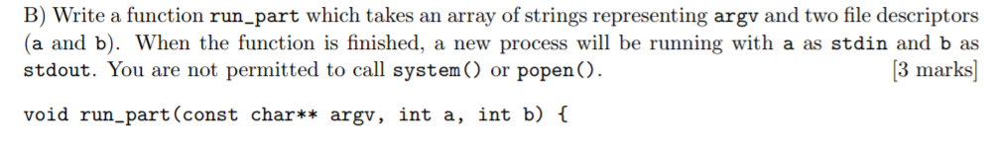 B) Write a function run_part which takes an array of strings representing argv and two file descriptors
(a and b). When the function is finished, a new process will be running with a as stdin and b as
stdout. You are not permitted to call system() or popen(). [3 marks]
void run_part(const char** argv, int a, int b) {